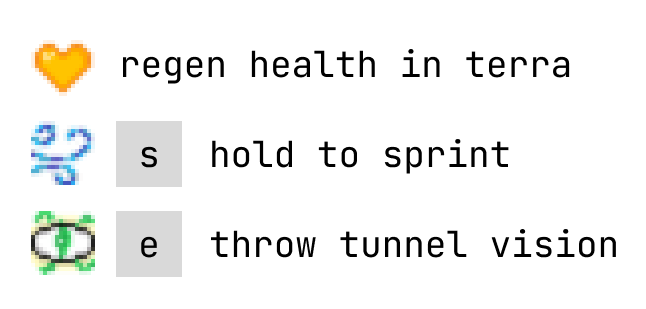 regen health in terra
s hold to sprint
e throw tunnel vision